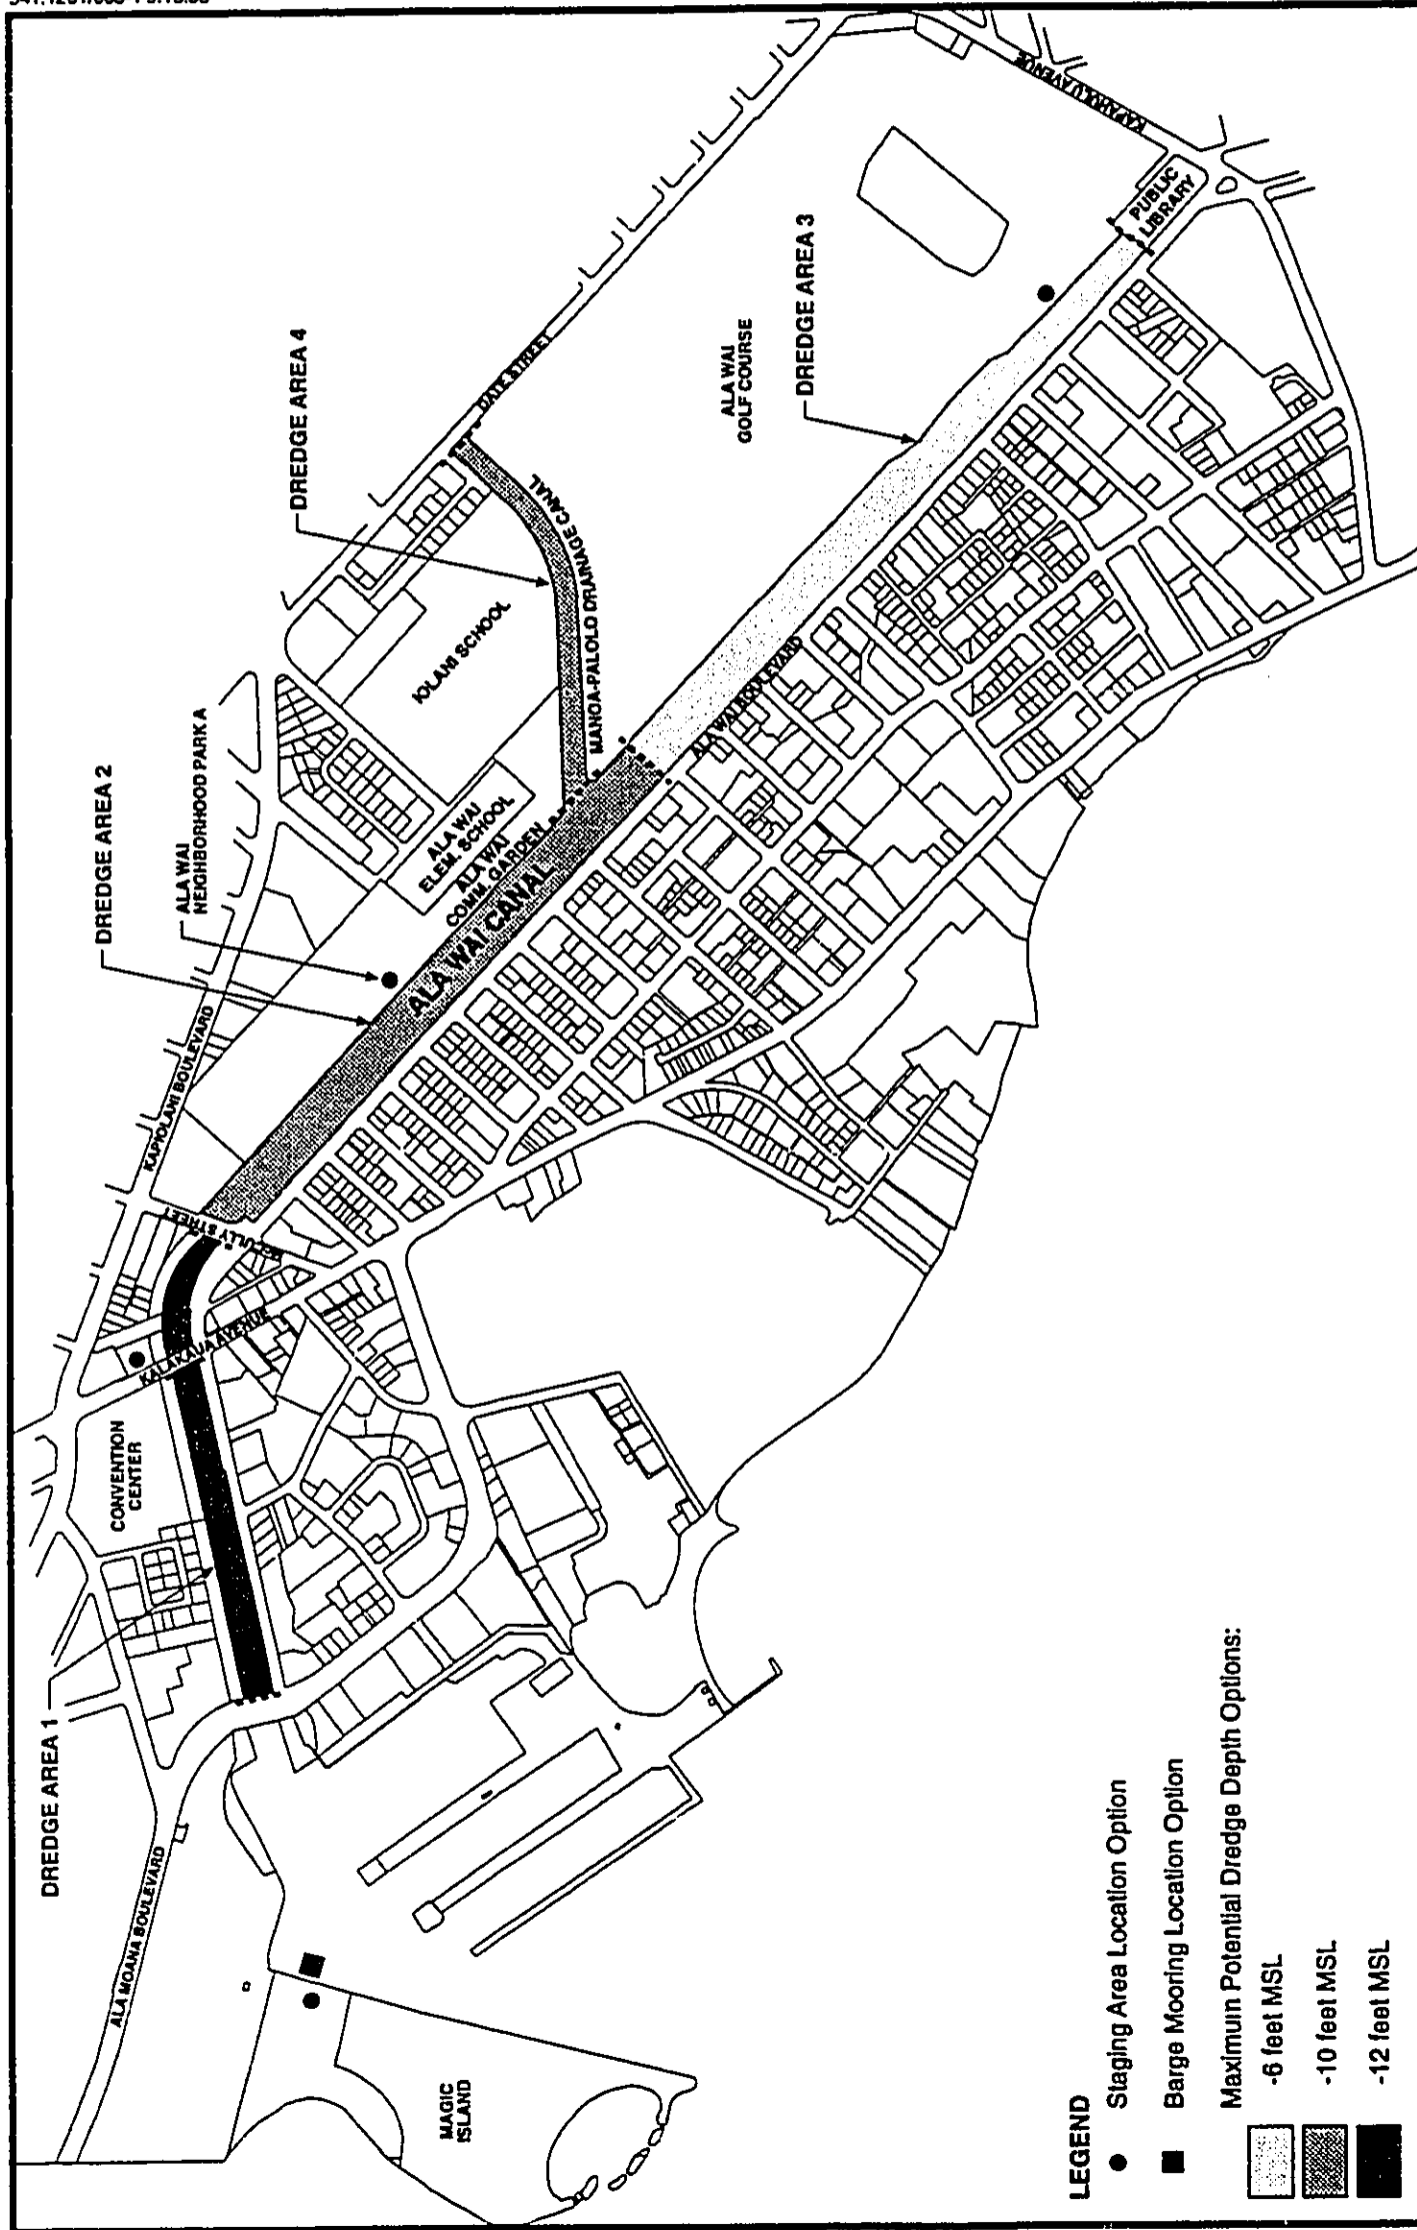 DREDGE AREA 1
DREDGE AREA 2
DREDGE AREA 4
DREDGE AREA 3
ALA WAI
NEIGHBORHOOD PARK A
ALA MOANA BOULEVARD
CONVENTION
CENTER
KALAKAUA AVENUE
MCCULLY STREET
KAPIOLANI BOULEVARD
ALA WAI CANAL
ALA WAI
ELEM. SCHOOL
ALA WAI
COMM. GARDEN
IOLANI SCHOOL
MANOA-PALOLO DRAINAGE CANAL
DATE STREET
ALA WAI BOULEVARD
ALA WAI
GOLF COURSE
PUBLIC
LIBRARY
KAPAHULU AVENUE
MAGIC
ISLAND
LEGEND
Staging Area Location Option
Barge Mooring Location Option
Maximum Potential Dredge Depth Options:
-6 feet MSL
-10 feet MSL
-12 feet MSL